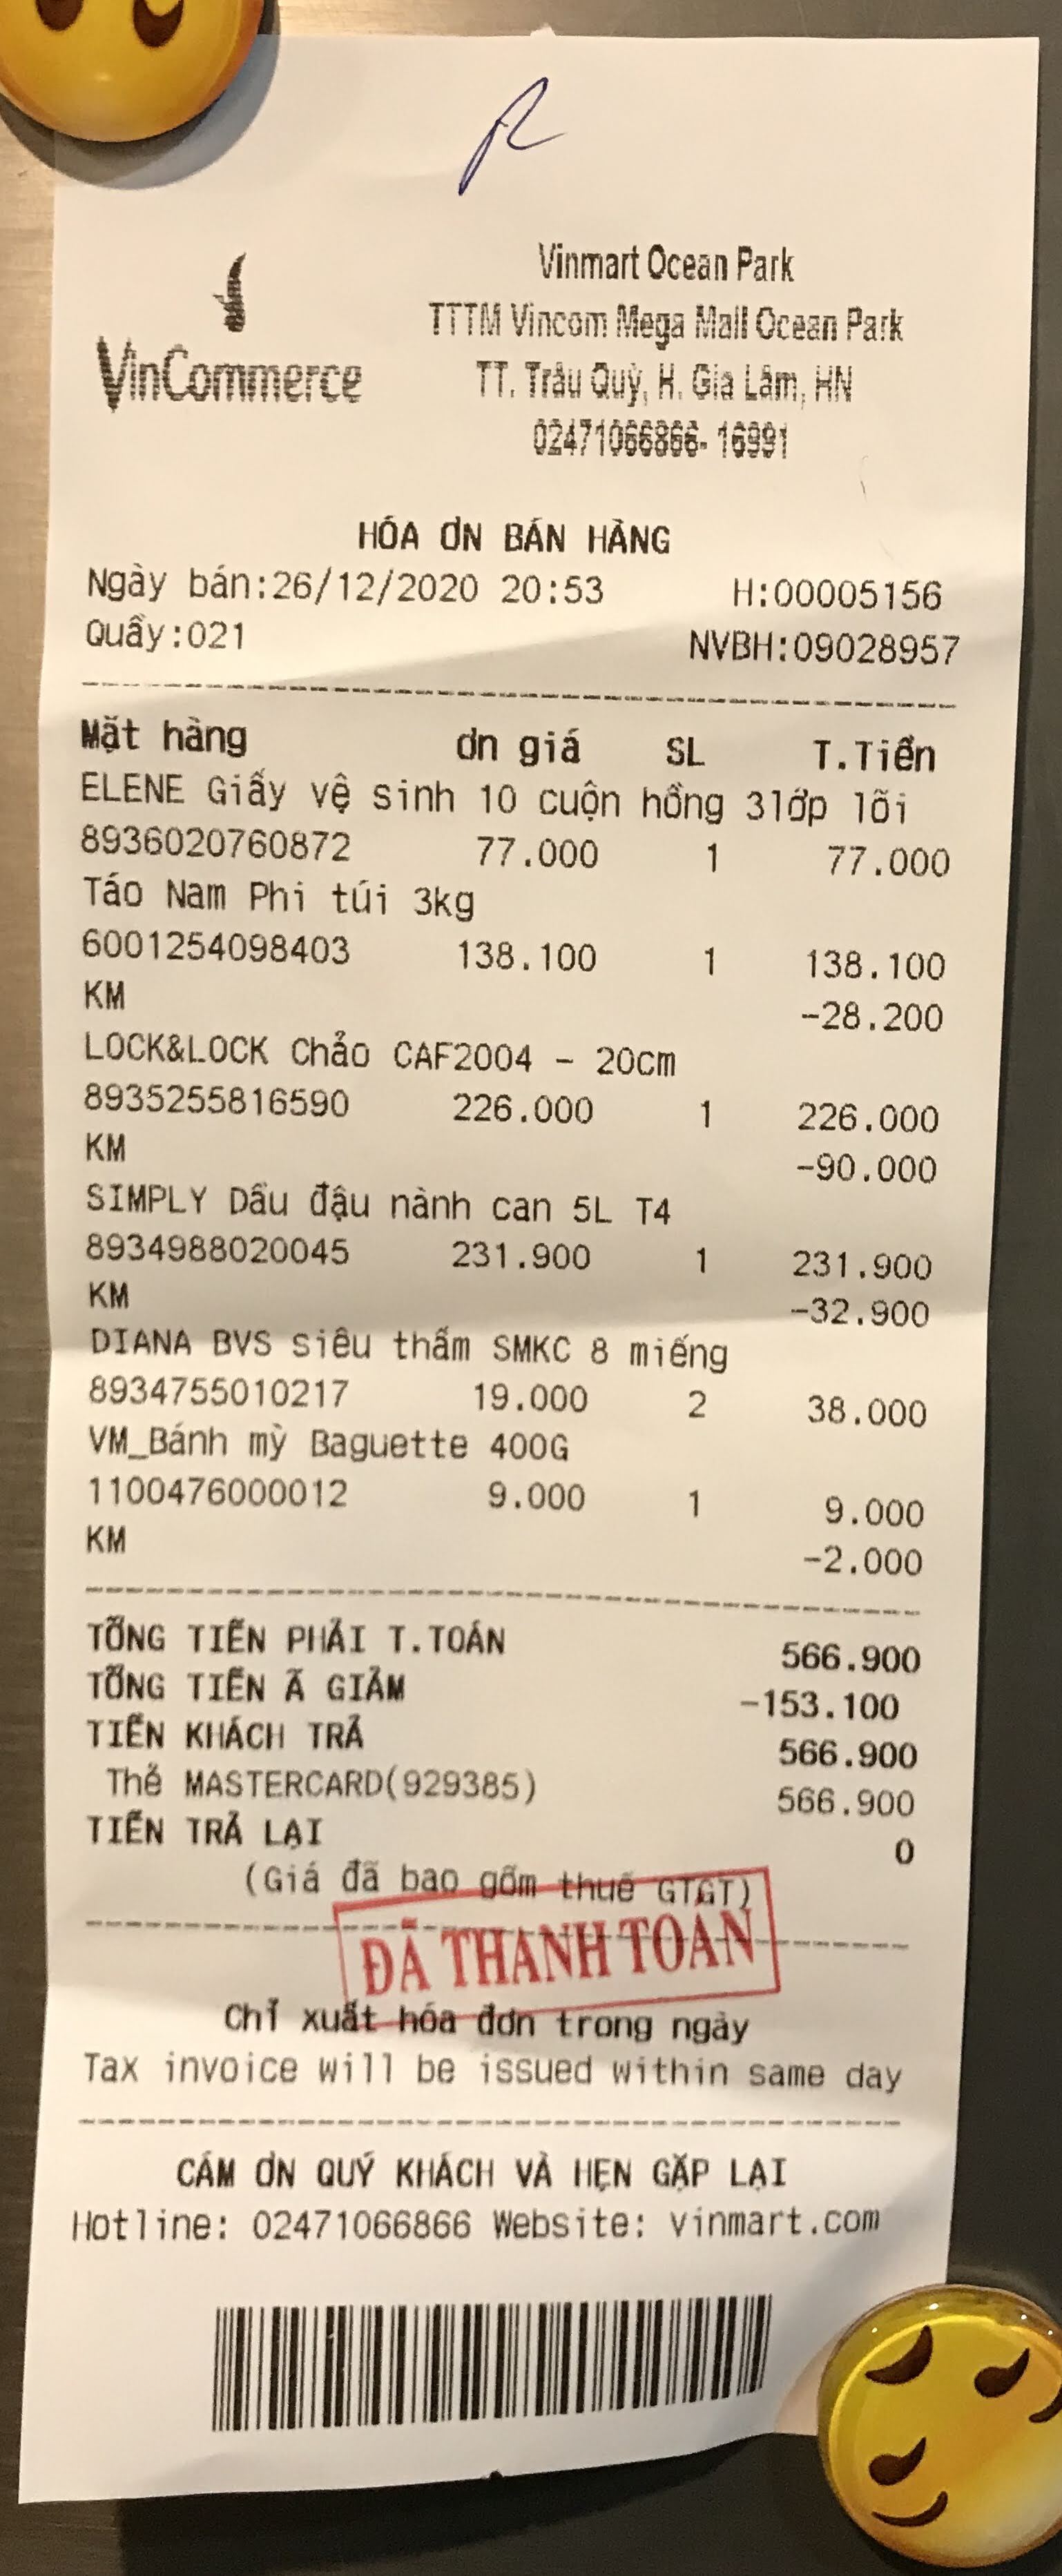 VinCommerce
Vinmart Ocean Park
TTTM Vincom Mega Mall Ocean Park
TT. Trâu Quỳ, H. Gia Lâm, HN
02471066866- 16991
HÓA ƠN BÁN HÀNG
Ngày bán:26/12/2020 20:53 H:00005156
Quầy:021 NVBH:09028957
Mặt hàng ơn giá SL T.Tiền
ELENE Giấy vệ sinh 10 cuộn hồng 3lớp lõi
8936020760872 77.000 1 77.000
Táo Nam Phi túi 3kg
6001254098403 138.100 1 138.100
KM -28.200
LOCK&LOCK Chảo CAF2004 - 20cm
8935255816590 226.000 1 226.000
KM -90.000
SIMPLY Dầu đậu nành can 5L T4
8934988020045 231.900 1 231.900
KM -32.900
DIANA BVS siêu thấm SMKC 8 miếng
8934755010217 19.000 2 38.000
VM_Bánh mỳ Baguette 400G
1100476000012 9.000 1 9.000
KM -2.000
TỔNG TIỀN PHẢI T.TOÁN 566.900
TỔNG TIỀN Ã GIẢM -153.100
TIỀN KHÁCH TRẢ 566.900
Thẻ MASTERCARD(929385) 566.900
TIỀN TRẢ LẠI 0
(Giá đã bao gồm thuế GTGT)
ĐÃ THANH TOÁN
Chỉ xuất hóa đơn trong ngày
Tax invoice will be issued within same day
CẢM ƠN QUÝ KHÁCH VÀ HẸN GẶP LẠI
Hotline: 02471066866 Website: vinmart.com